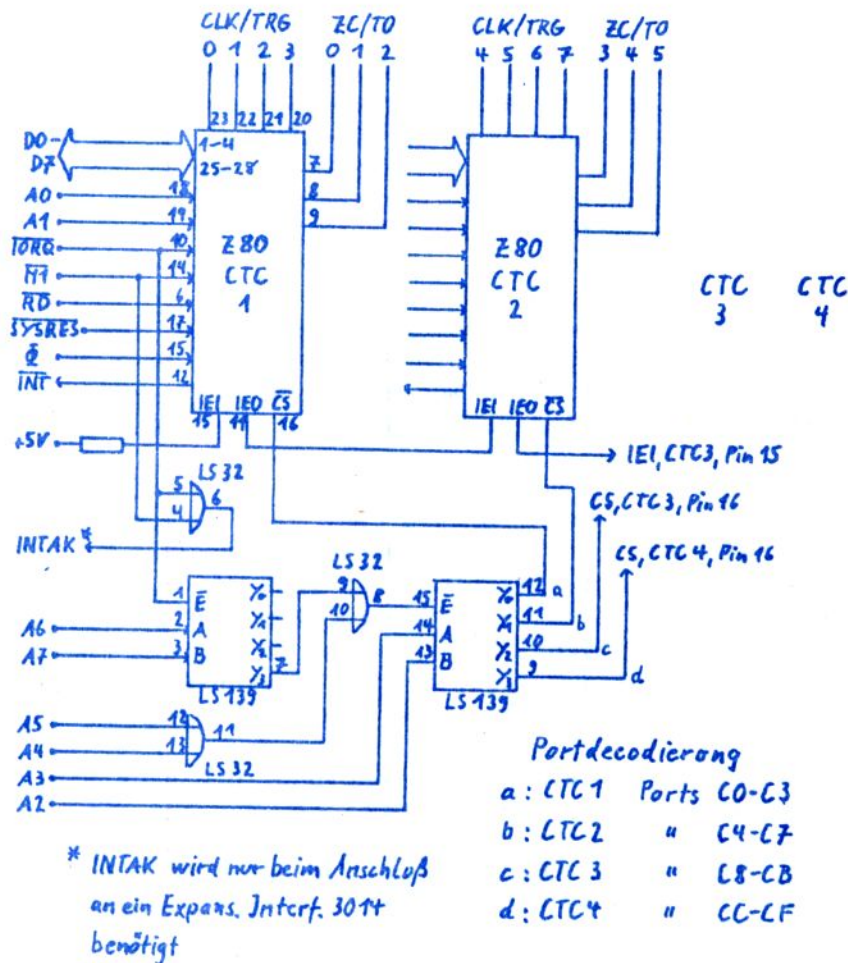 CLK/TRG ZC/TO
0 1 2 3 0 1 2
CLK/TRG ZC/TO
4 5 6 7 3 4 5
23 22 21 20
D0-
D7
1-4
25-28
7
8
9
A0 18
A1 19
IORQ 10
M1 14
RD 6
SYSRES 17
Φ 15
INT 12
Z80
CTC
1
IEI IEO CS
15 11 16
Z80
CTC
2
IEI IEO CS
CTC
3
CTC
4
+5V
IEI, CTC3, Pin 15
LS32
5
4
6
INTAK*
CS, CTC3, Pin 16
CS, CTC4, Pin 16
1 E Y0
A6 2 A Y1
Y2
A7 3 B Y3 7
LS139
LS32
9
10
8
15 E Y0 12 a
14 A Y1 11 b
13 B Y2 10 c
Y3 9 d
LS139
A5 12
A4 13
11
LS32
A3
A2
Portdecodierung
a: CTC1 Ports C0-C3
b: CTC2 " C4-C7
c: CTC3 " C8-CB
d: CTC4 " CC-CF
* INTAK wird nur beim Anschluß
an ein Expans. Interf. 3014
benötigt